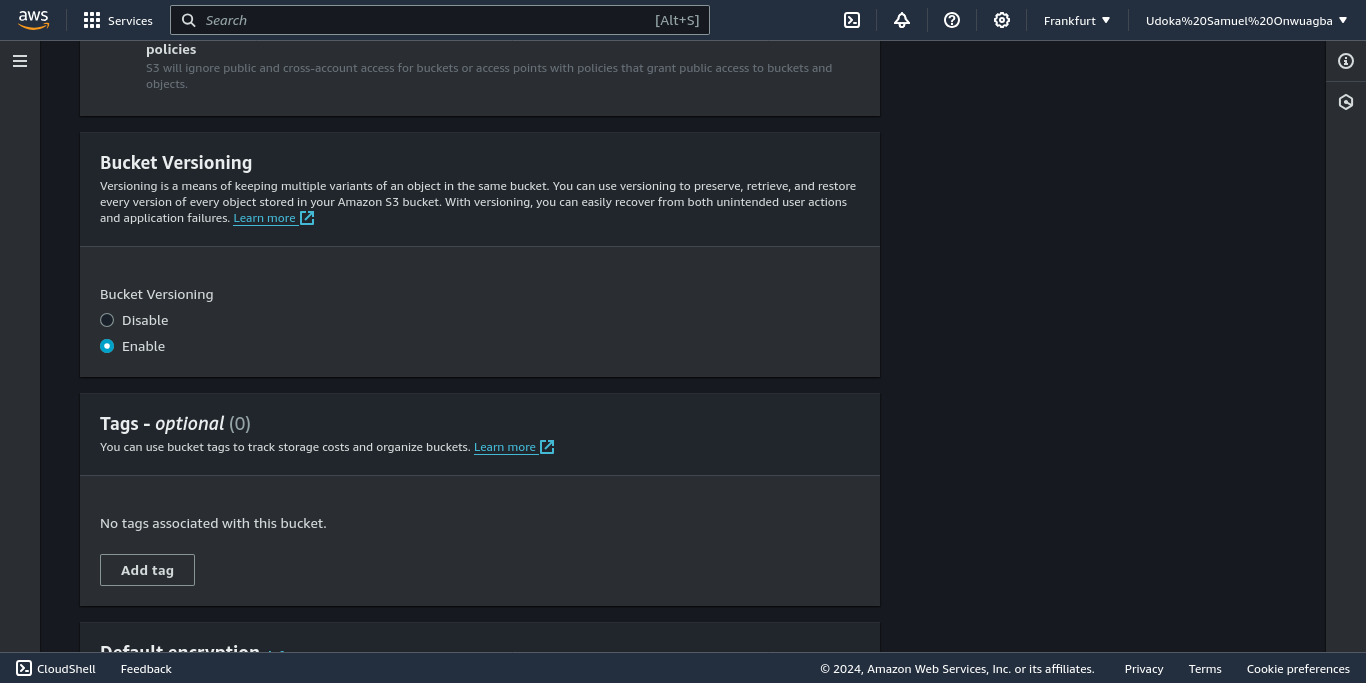 aws
Services
Search
[Alt+S]
Frankfurt
Udoka%20Samuel%20Onwuagba
policies
S3 will ignore public and cross-account access for buckets or access points with policies that grant public access to buckets and
objects.
Bucket Versioning
Versioning is a means of keeping multiple variants of an object in the same bucket. You can use versioning to preserve, retrieve, and restore
every version of every object stored in your Amazon S3 bucket. With versioning, you can easily recover from both unintended user actions
and application failures. Learn more
Bucket Versioning
Disable
Enable
Tags - optional (0)
You can use bucket tags to track storage costs and organize buckets. Learn more
No tags associated with this bucket.
Add tag
Default encryption
CloudShell
Feedback
© 2024, Amazon Web Services, Inc. or its affiliates.
Privacy
Terms
Cookie preferences